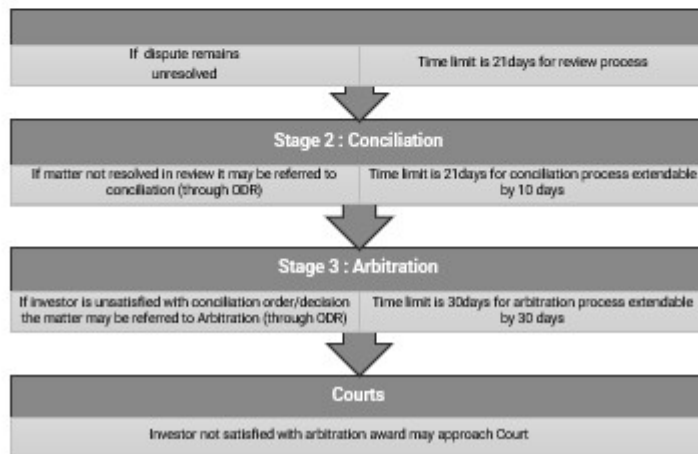 If dispute remains
unresolved
Time limit is 21days for review process
Stage 2 : Conciliation
If matter not resolved in review it may be referred to
conciliation (through ODR)
Time limit is 21days for conciliation process extendable
by 10 days
Stage 3 : Arbitration
If investor is unsatisfied with conciliation order/decision
the matter may be referred to Arbitration (through ODR)
Time limit is 30days for arbitration process extendable
by 30 days
Courts
Investor not satisfied with arbitration award may approach Court